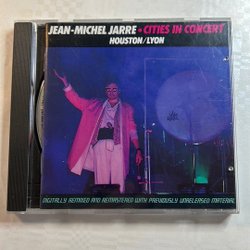 JEAN-MICHEL JARRE • CITIES IN CONCERT
HOUSTON/LYON
DIGITALLY REMIXED AND REMASTERED WITH PREVIOUSLY UNRELEASED MATERIAL